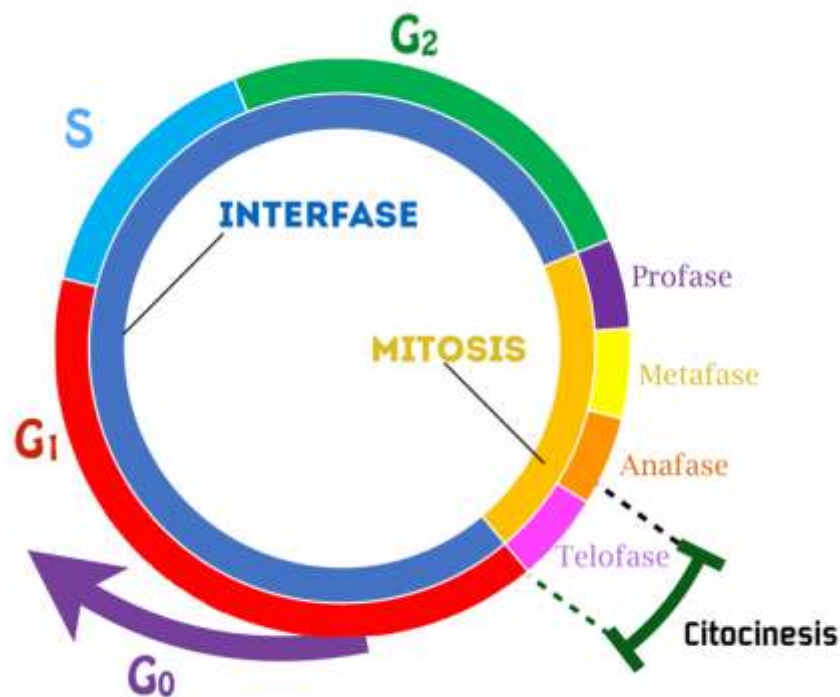 G2
S
INTERFASE
Profase
MITOSIS
Metafase
G1
Anafase
Telofase
Citocinesis
G0